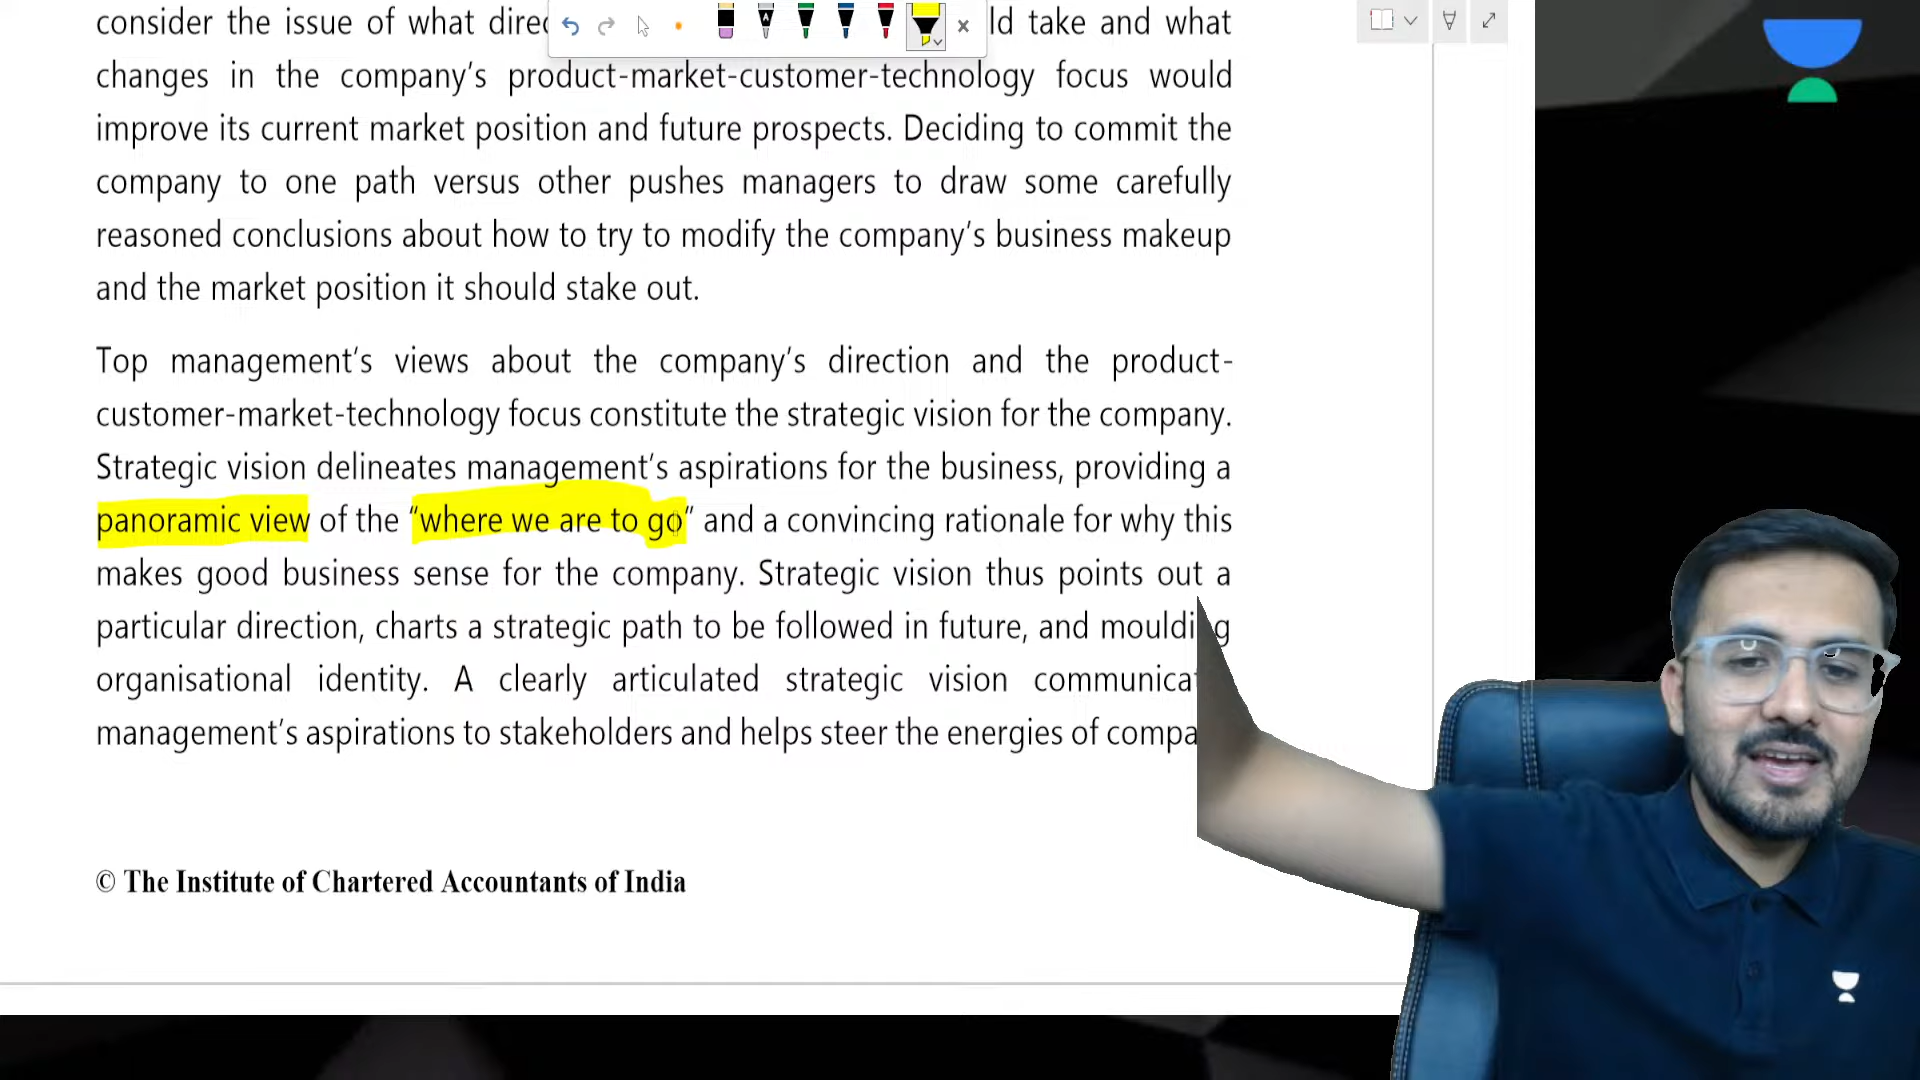 consider the issue of what direc ld take and what
changes in the company’s product-market-customer-technology focus would
improve its current market position and future prospects. Deciding to commit the
company to one path versus other pushes managers to draw some carefully
reasoned conclusions about how to try to modify the company’s business makeup
and the market position it should stake out.
Top management’s views about the company’s direction and the product-
customer-market-technology focus constitute the strategic vision for the company.
Strategic vision delineates management’s aspirations for the business, providing a
panoramic view of the “where we are to go” and a convincing rationale for why this
makes good business sense for the company. Strategic vision thus points out a
particular direction, charts a strategic path to be followed in future, and moulding
organisational identity. A clearly articulated strategic vision communicat
management’s aspirations to stakeholders and helps steer the energies of compa
© The Institute of Chartered Accountants of India